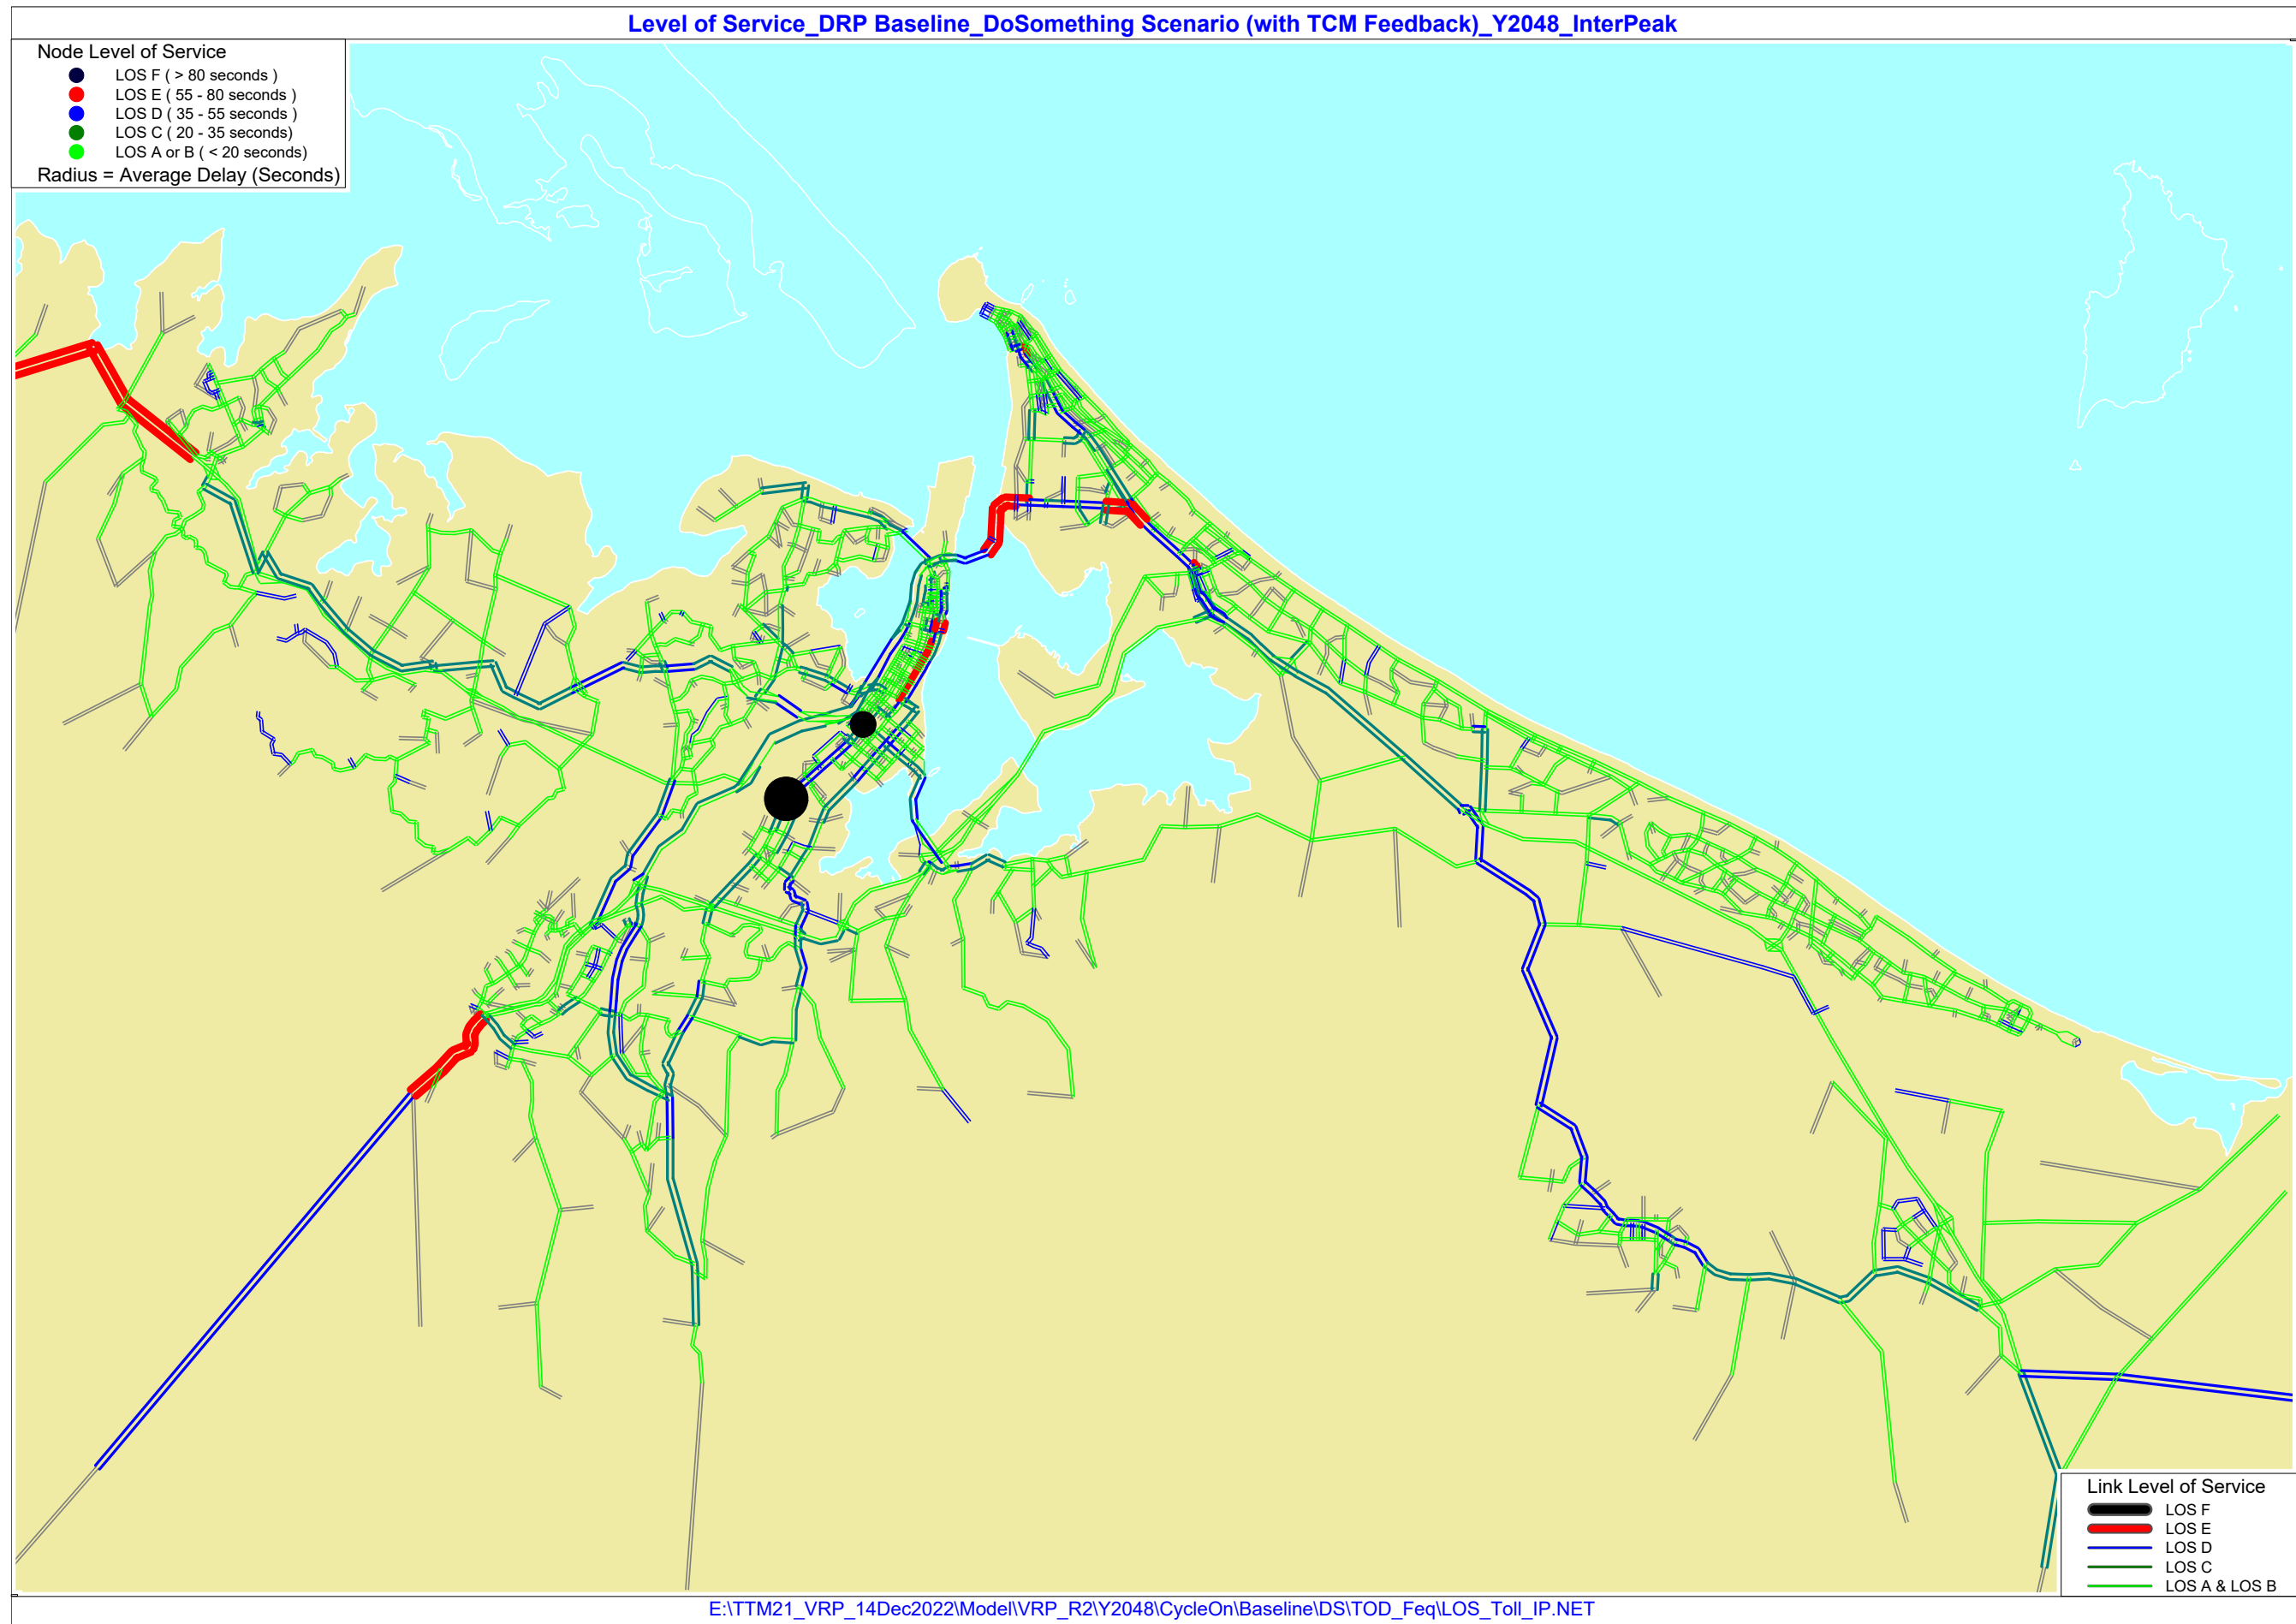 Level of Service_DRP Baseline_DoSomething Scenario (with TCM Feedback)_Y2048_InterPeak
Node Level of Service
LOS F ( > 80 seconds )
LOS E ( 55 - 80 seconds )
LOS D ( 35 - 55 seconds )
LOS C ( 20 - 35 seconds)
LOS A or B ( < 20 seconds)
Radius = Average Delay (Seconds)
Link Level of Service
LOS F
LOS E
LOS D
LOS C
LOS A & LOS B
E:\TTM21_VRP_14Dec2022\Model\VRP_R2\Y2048\CycleOn\Baseline\DS\TOD_Feq\LOS_Toll_IP.NET